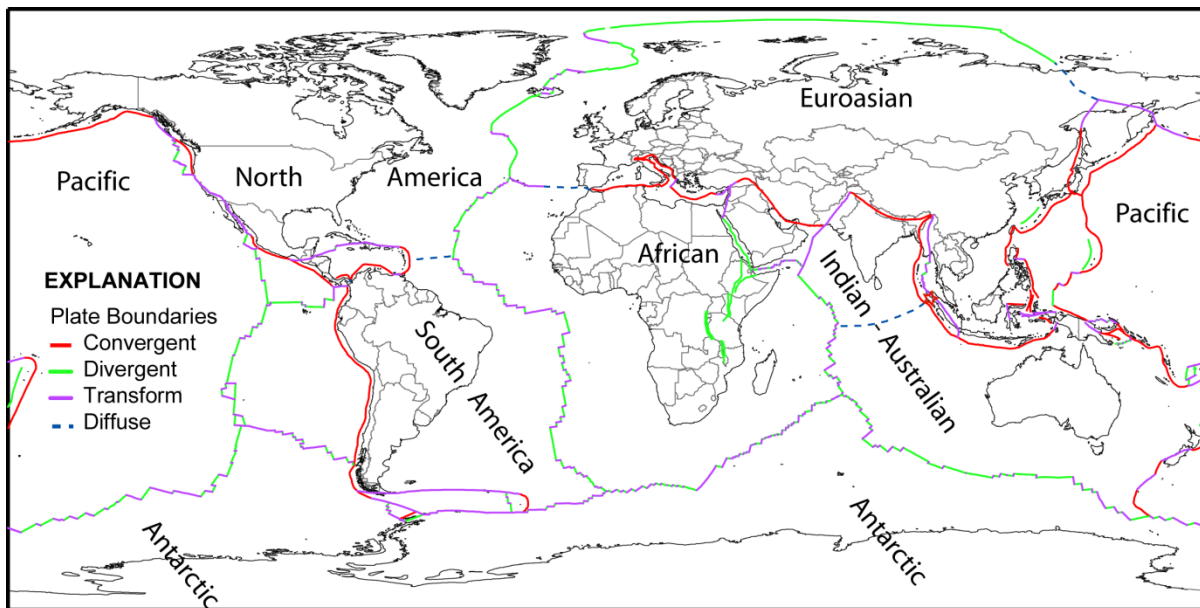 Euroasian
Pacific
North
America
Pacific
African
Indian - Australian
South America
EXPLANATION
Plate Boundaries
Convergent
Divergent
Transform
Diffuse
Antarctic
Antarctic